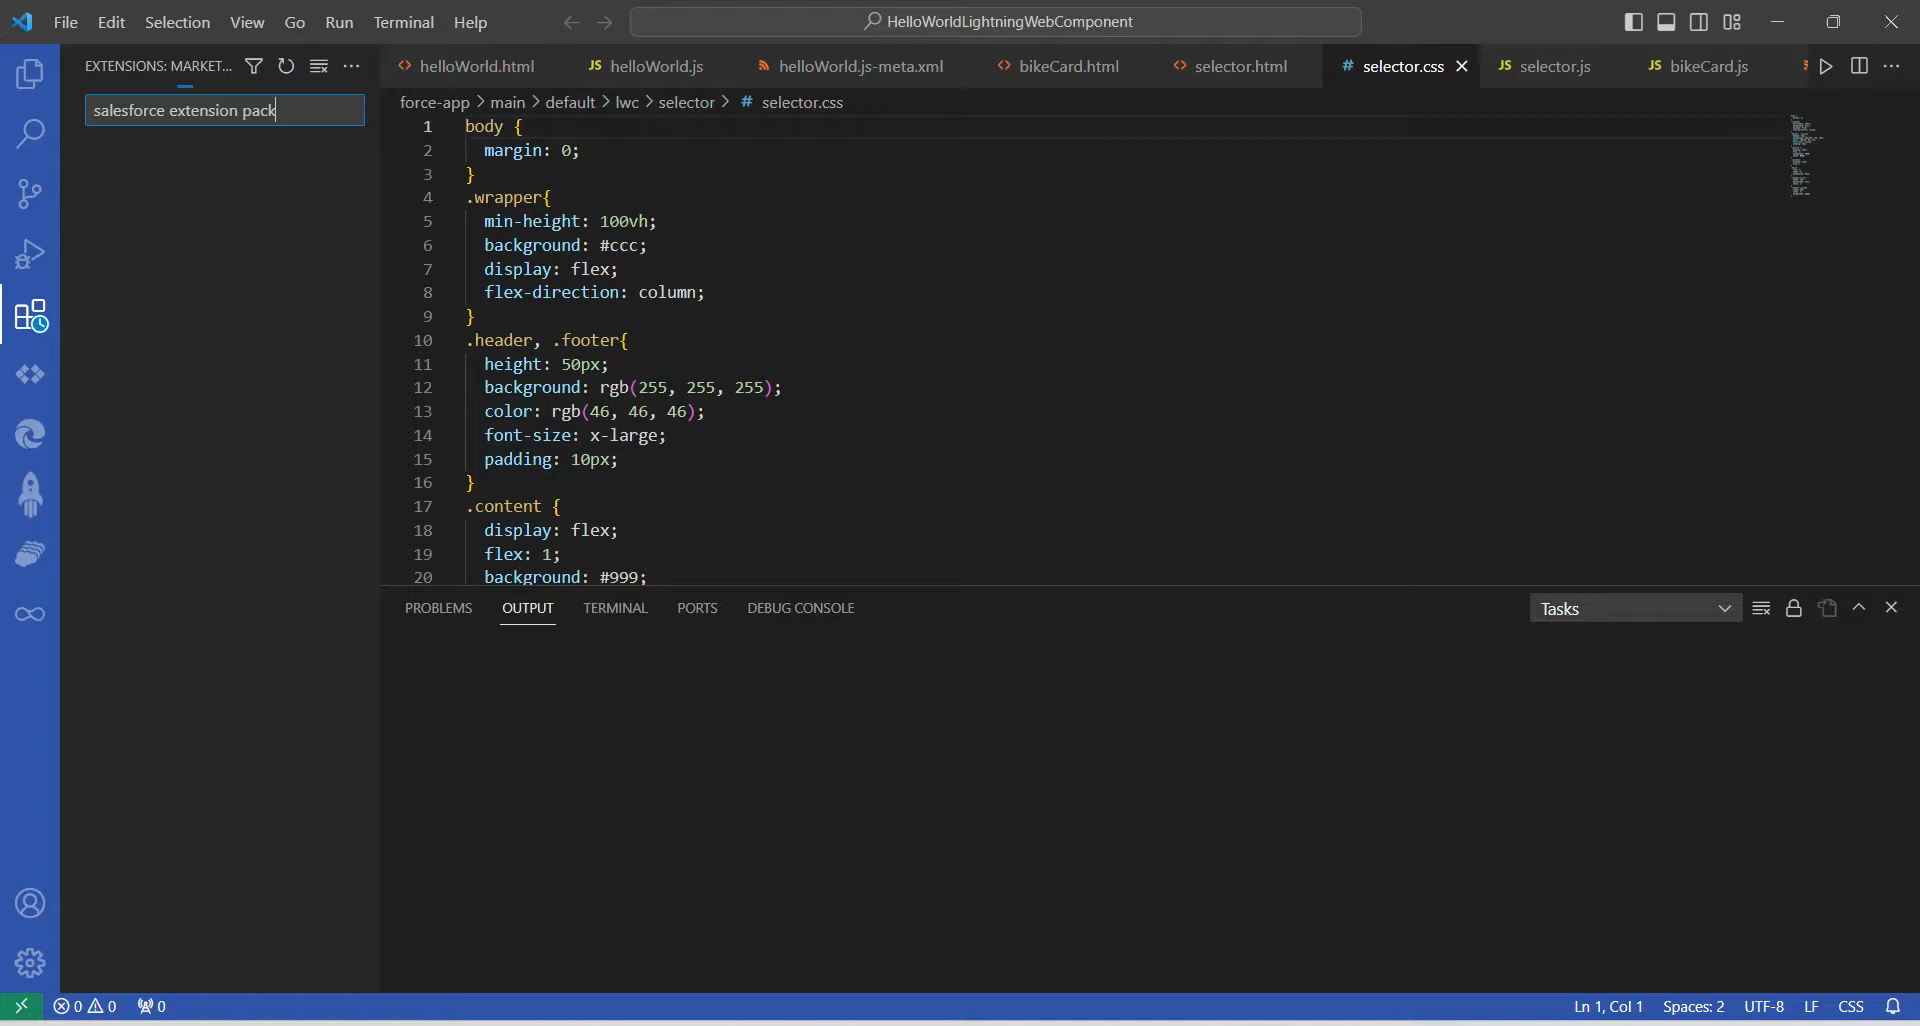 File Edit Selection View Go Run Terminal Help
HelloWorldLightningWebComponent
EXTENSIONS: MARKET...
salesforce extension pack
helloWorld.html
JS helloWorld.js
helloWorld.js-meta.xml
bikeCard.html
selector.html
# selector.css
JS selector.js
JS bikeCard.js
force-app > main > default > lwc > selector > # selector.css
1 body {
2 margin: 0;
3 }
4 .wrapper{
5 min-height: 100vh;
6 background: #ccc;
7 display: flex;
8 flex-direction: column;
9 }
10 .header, .footer{
11 height: 50px;
12 background: rgb(255, 255, 255);
13 color: rgb(46, 46, 46);
14 font-size: x-large;
15 padding: 10px;
16 }
17 .content {
18 display: flex;
19 flex: 1;
20 background: #999;
PROBLEMS OUTPUT TERMINAL PORTS DEBUG CONSOLE
Tasks
0 0 0
Ln 1, Col 1 Spaces: 2 UTF-8 LF CSS